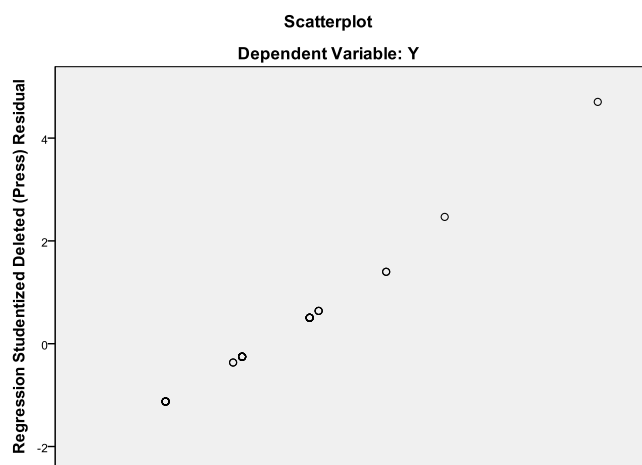 Scatterplot
Dependent Variable: Y
Regression Studentized Deleted (Press) Residual
4
2
0
-2